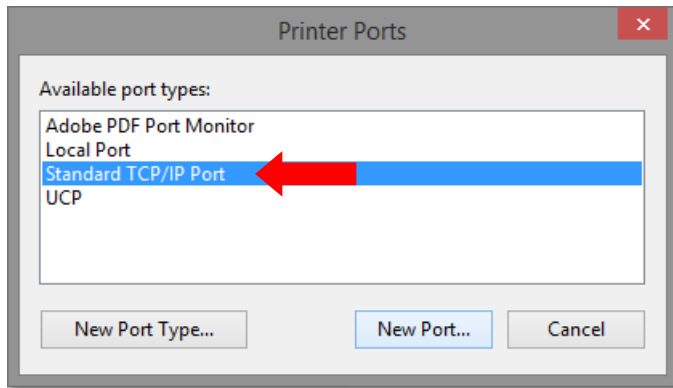 Printer Ports
Available port types:
Adobe PDF Port Monitor
Local Port
Standard TCP/IP Port
UCP
New Port Type... New Port... Cancel